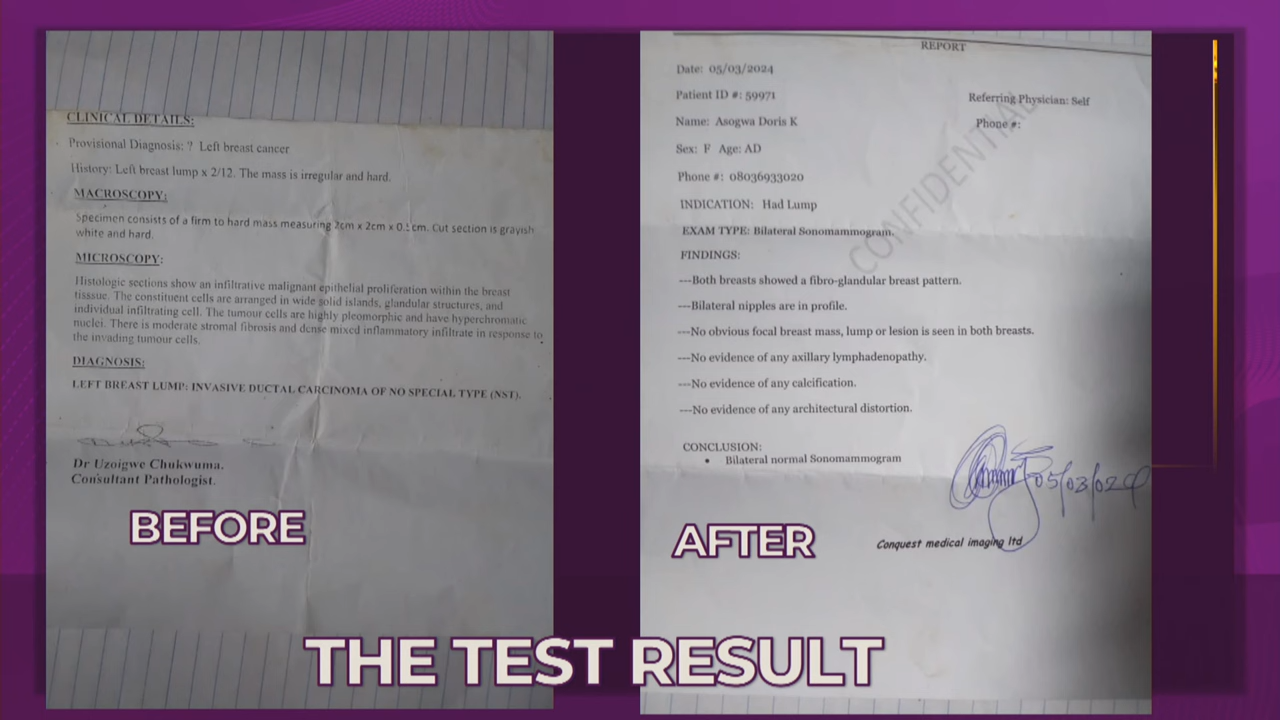 CLINICAL DETAILS:
Provisional Diagnosis: ? Left breast cancer
History: Left breast lump x 2/12. The mass is irregular and hard.
MACROSCOPY:
Specimen consists of a firm to hard mass measuring 2cm x 2cm x 0.5cm. Cut section is grayish
white and hard.
MICROSCOPY:
Histologic sections show an infiltrative malignant epithelial proliferation within the breast
tisssue. The constituent cells are arranged in wide solid islands, glandular structures, and
individual infiltrating cell. The tumour cells are highly pleomorphic and have hyperchromatic
nuclei. There is moderate stromal fibrosis and dense mixed inflammatory infiltrate in response to
the invading tumour cells.
DIAGNOSIS:
LEFT BREAST LUMP: INVASIVE DUCTAL CARCINOMA OF NO SPECIAL TYPE (NST).
Dr Uzoigwe Chukwuma.
Consultant Pathologist.
BEFORE
REPORT
Date: 05/03/2024
Patient ID #: 59971
Referring Physician: Self
Name: Asogwa Doris K
Phone #:
Sex: F Age: AD
Phone #: 08036933020
INDICATION: Had Lump
CONFIDENTIAL
EXAM TYPE: Bilateral Sonomammogram.
FINDINGS:
---Both breasts showed a fibro-glandular breast pattern.
---Bilateral nipples are in profile.
---No obvious focal breast mass, lump or lesion is seen in both breasts.
---No evidence of any axillary lymphadenopathy.
---No evidence of any calcification.
---No evidence of any architectural distortion.
CONCLUSION:
• Bilateral normal Sonomammogram
05/03/024
Conquest medical imaging ltd
AFTER
THE TEST RESULT